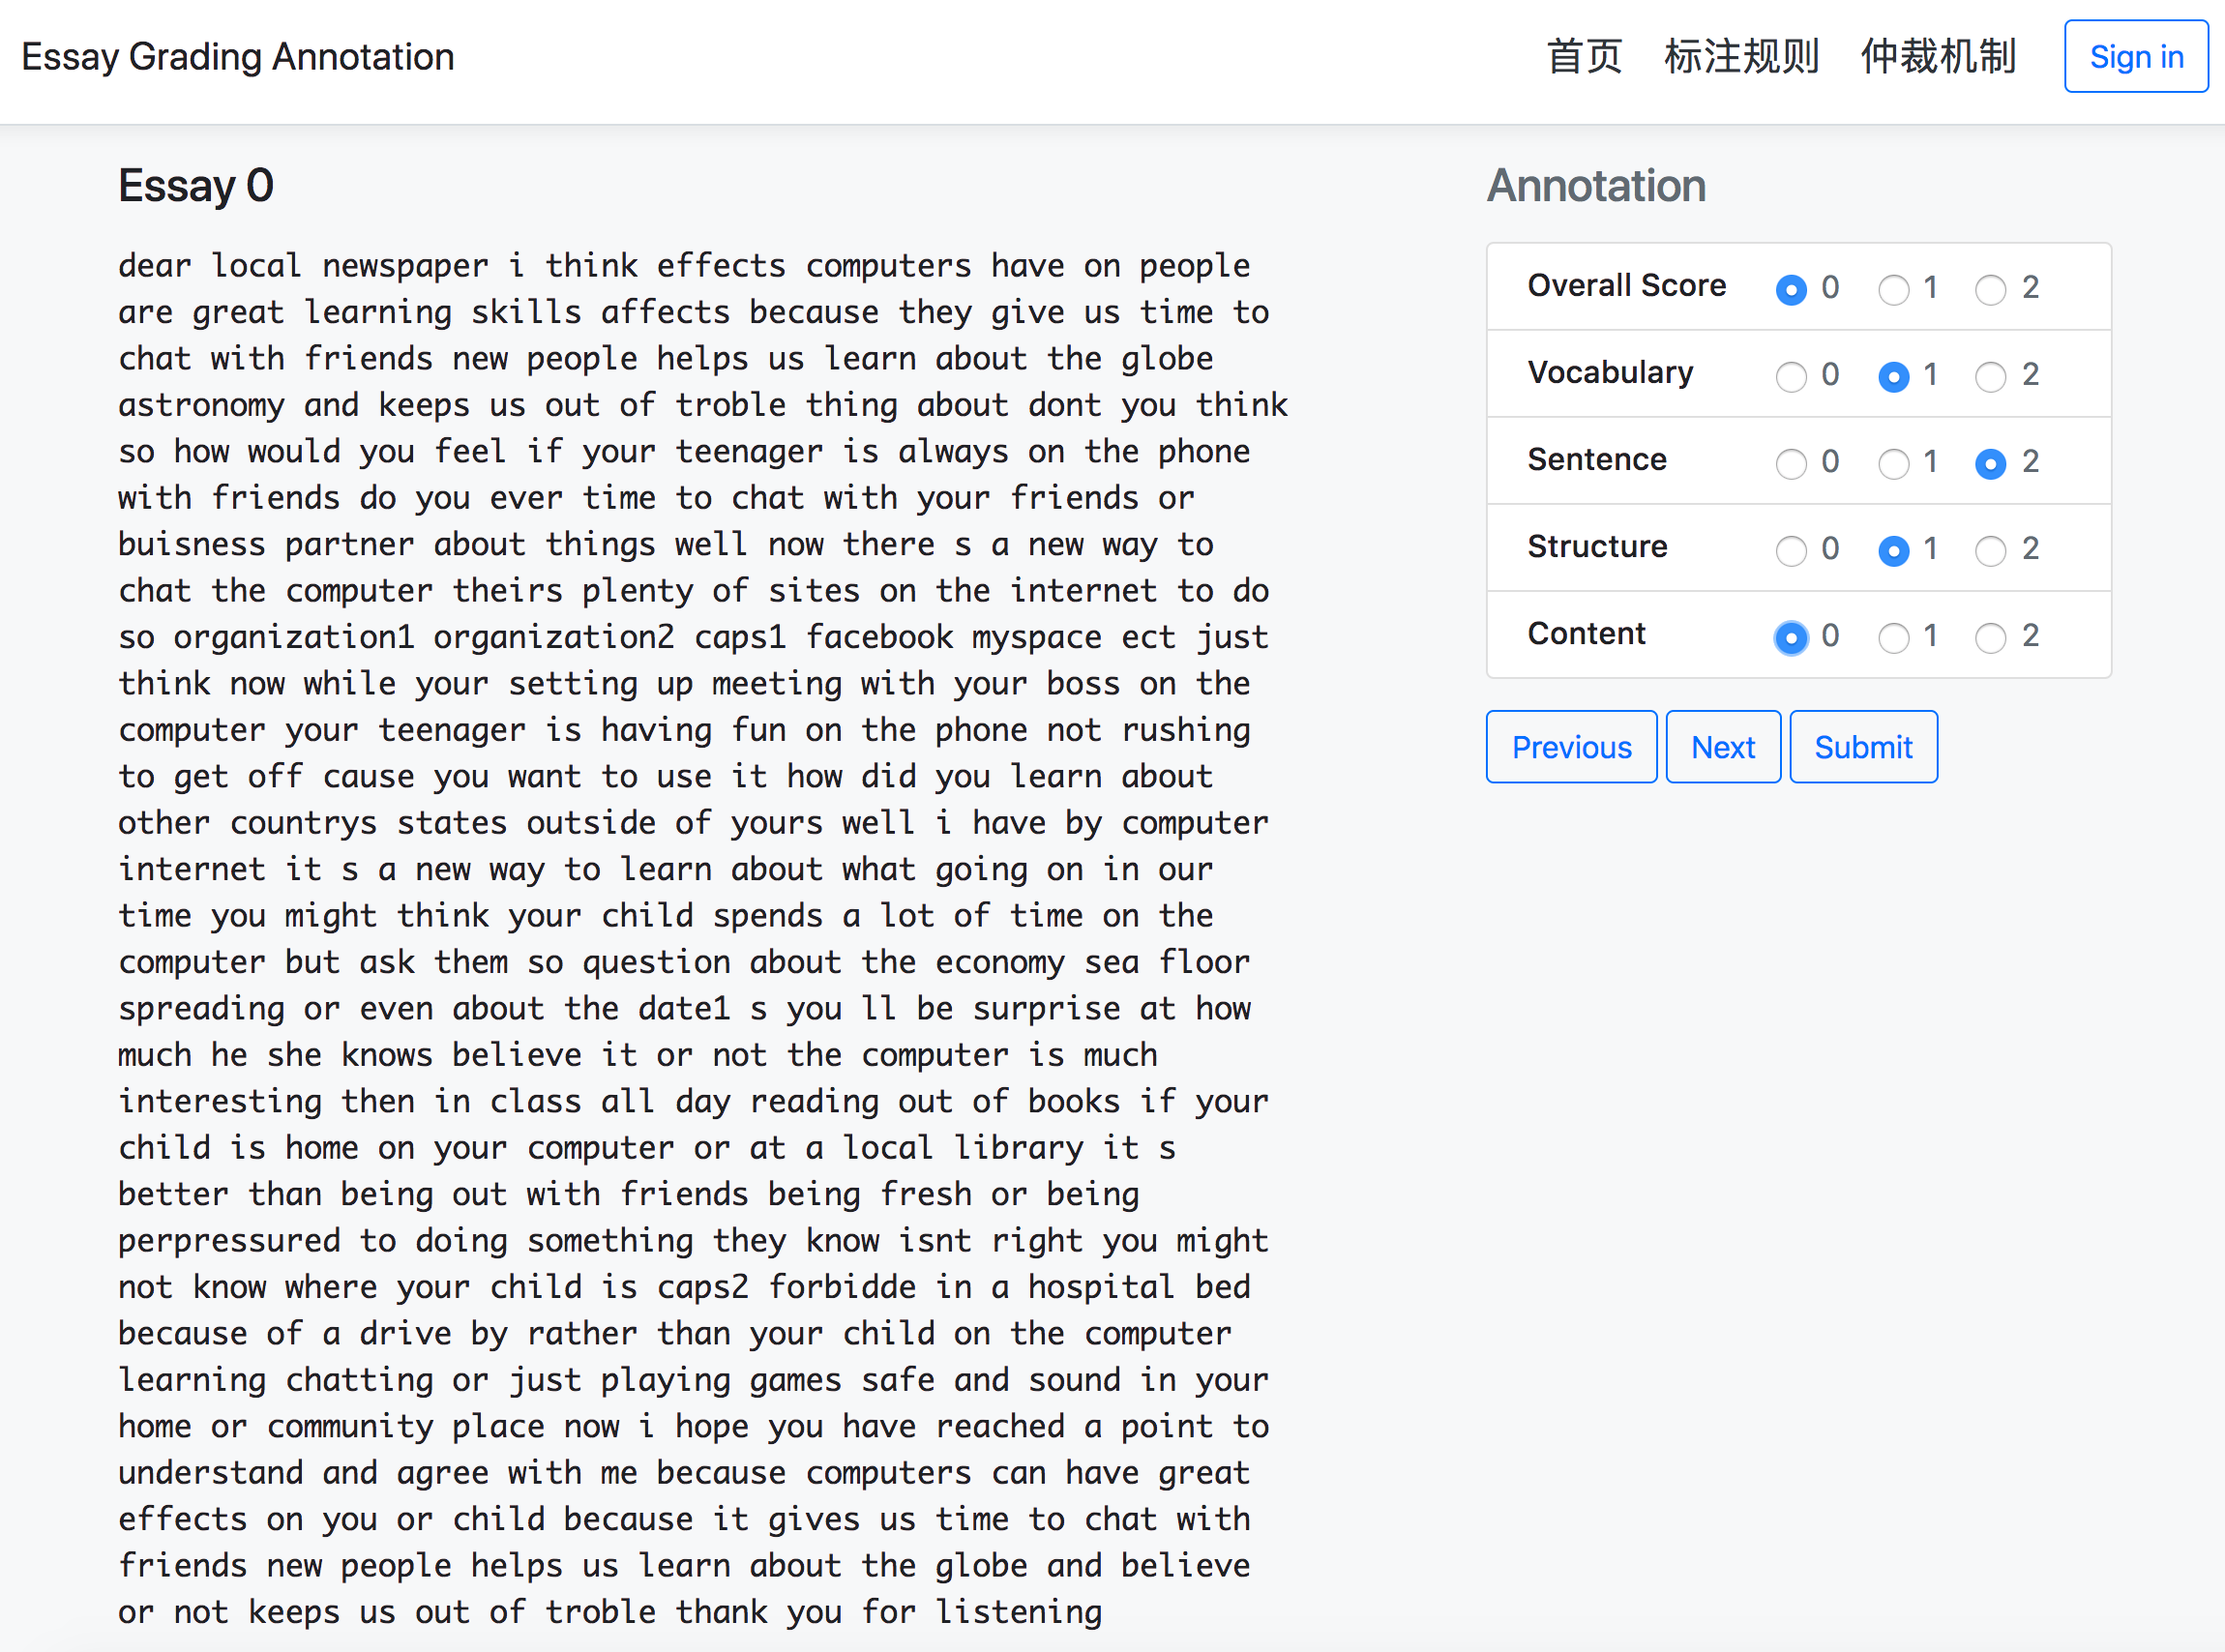 Essay Grading Annotation
首页 标注规则 仲裁机制 Sign in
Essay 0
dear local newspaper i think effects computers have on people
are great learning skills affects because they give us time to
chat with friends new people helps us learn about the globe
astronomy and keeps us out of troble thing about dont you think
so how would you feel if your teenager is always on the phone
with friends do you ever time to chat with your friends or
buisness partner about things well now there s a new way to
chat the computer theirs plenty of sites on the internet to do
so organization1 organization2 caps1 facebook myspace ect just
think now while your setting up meeting with your boss on the
computer your teenager is having fun on the phone not rushing
to get off cause you want to use it how did you learn about
other countrys states outside of yours well i have by computer
internet it s a new way to learn about what going on in our
time you might think your child spends a lot of time on the
computer but ask them so question about the economy sea floor
spreading or even about the date1 s you ll be surprise at how
much he she knows believe it or not the computer is much
interesting then in class all day reading out of books if your
child is home on your computer or at a local library it s
better than being out with friends being fresh or being
perpressured to doing something they know isnt right you might
not know where your child is caps2 forbidde in a hospital bed
because of a drive by rather than your child on the computer
learning chatting or just playing games safe and sound in your
home or community place now i hope you have reached a point to
understand and agree with me because computers can have great
effects on you or child because it gives us time to chat with
friends new people helps us learn about the globe and believe
or not keeps us out of troble thank you for listening
Annotation
Overall Score 0 1 2
Vocabulary 0 1 2
Sentence 0 1 2
Structure 0 1 2
Content 0 1 2
Previous Next Submit